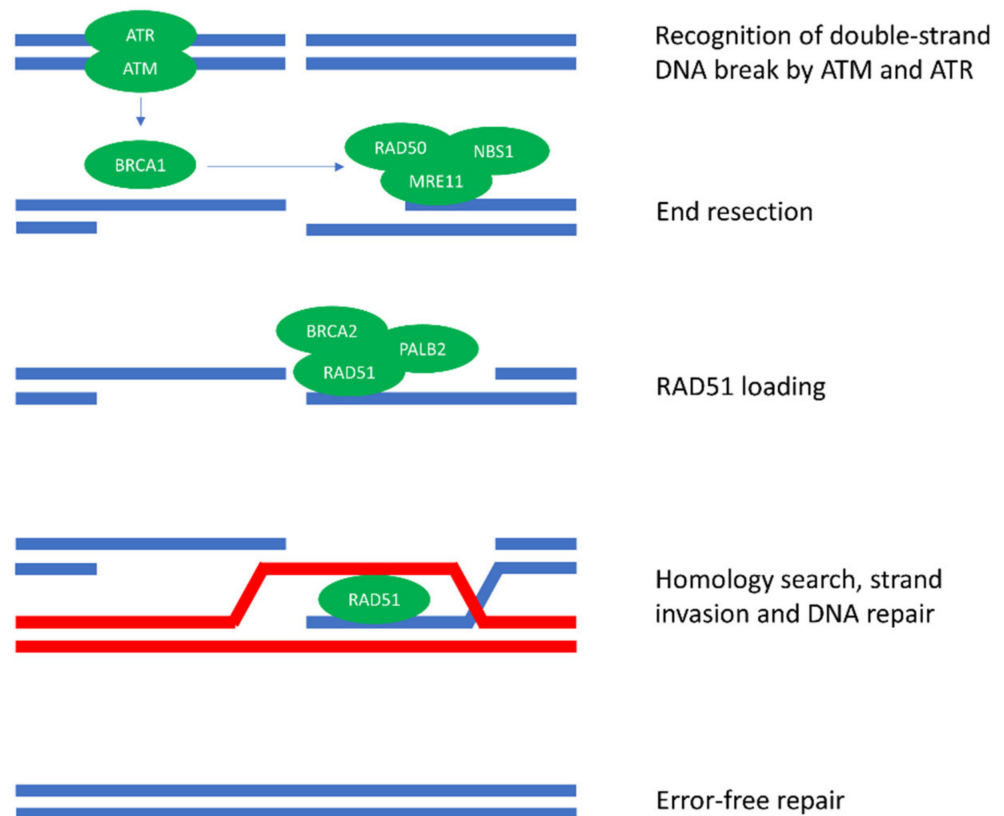 ATR
ATM
Recognition of double-strand
DNA break by ATM and ATR
BRCA1
RAD50
NBS1
MRE11
End resection
BRCA2
PALB2
RAD51
RAD51 loading
RAD51
Homology search, strand
invasion and DNA repair
Error-free repair